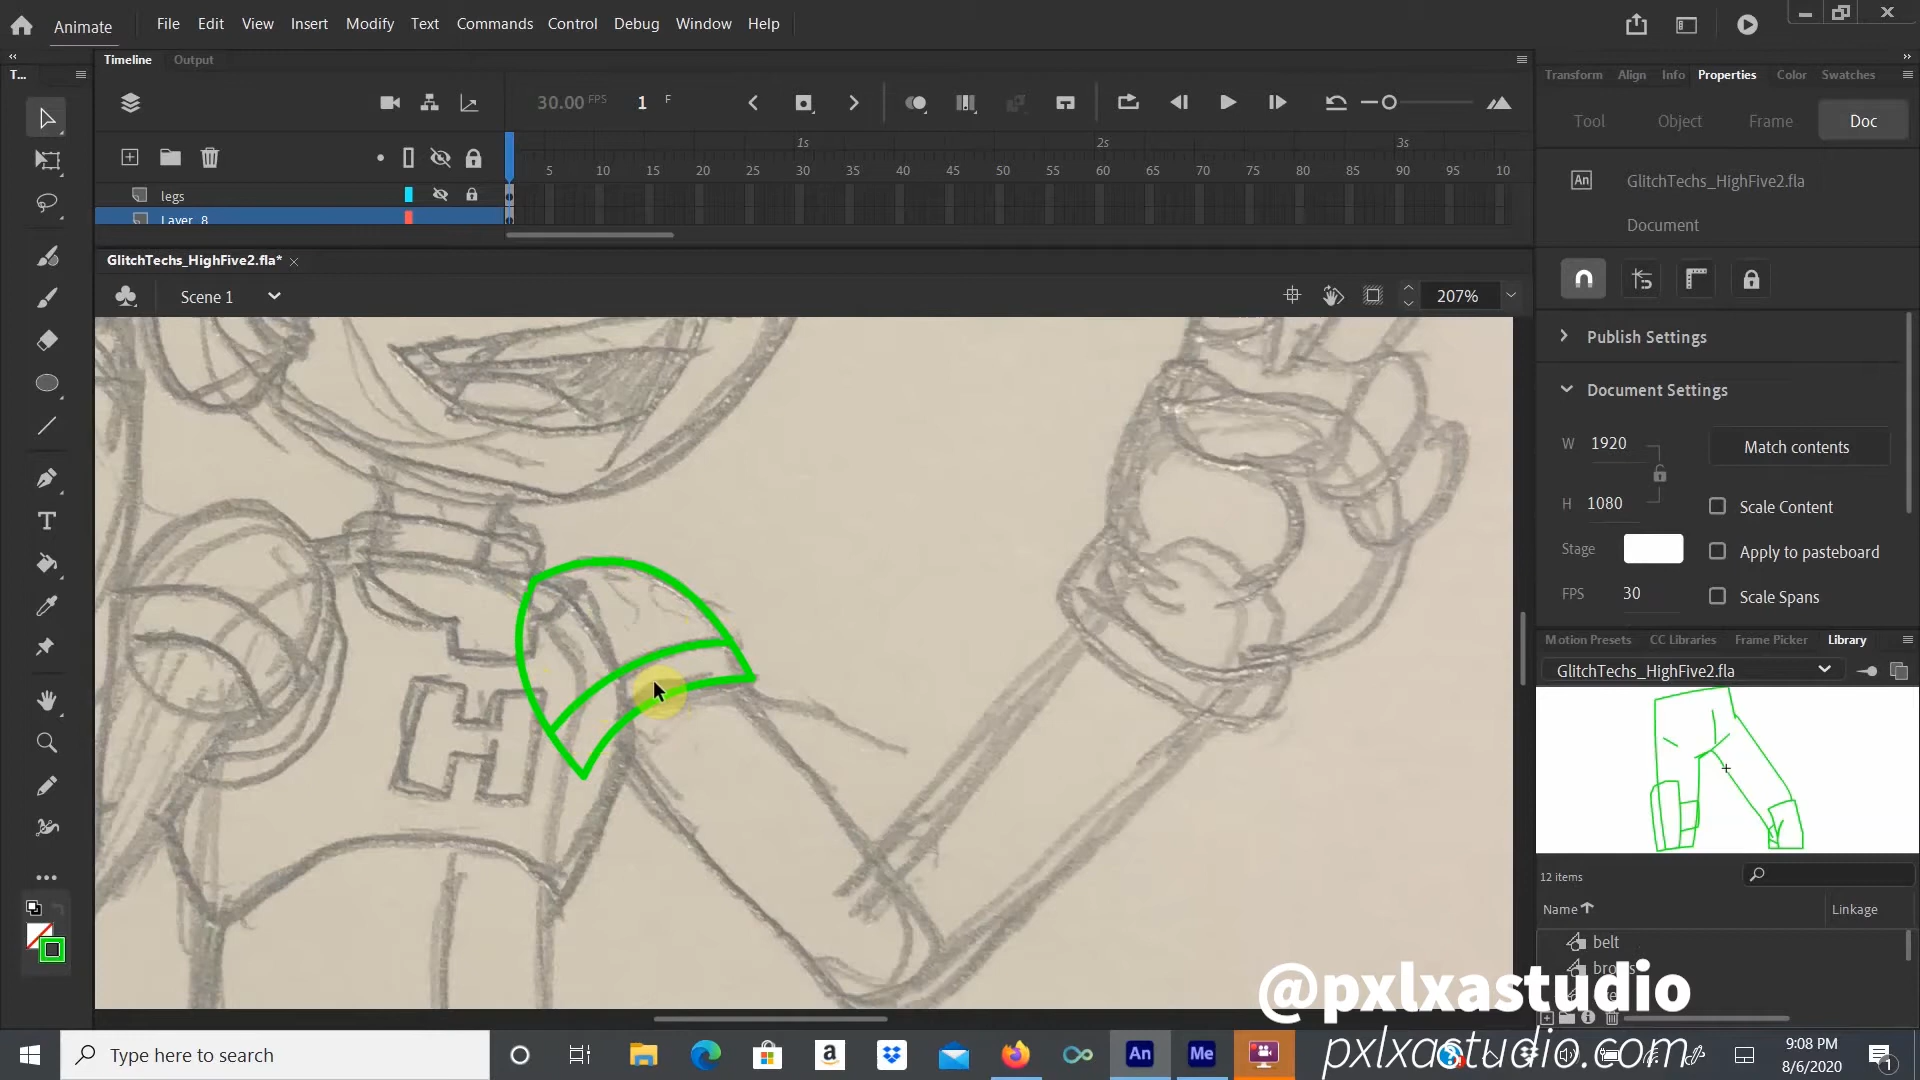 Animate File Edit View Insert Modify Text Commands Control Debug Window Help
T...
Timeline Output
30.00 FPS 1 F
1s 2s 3s
5 10 15 20 25 30 35 40 45 50 55 60 65 70 75 80 85 90 95 10
legs
Layer_8
GlitchTechs_HighFive2.fla*
Scene 1
207%
H
Transform Align Info Properties Color Swatches
Tool Object Frame Doc
An GlitchTechs_HighFive2.fla
Document
Publish Settings
Document Settings
W 1920 Match contents
H 1080 Scale Content
Stage Apply to pasteboard
FPS 30 Scale Spans
Motion Presets CC Libraries Frame Picker Library
GlitchTechs_HighFive2.fla
12 items
Name Linkage
belt
@pxlxastudio
pxlxastudio.com
Type here to search
a
An Me
9:08 PM
8/6/2020
1